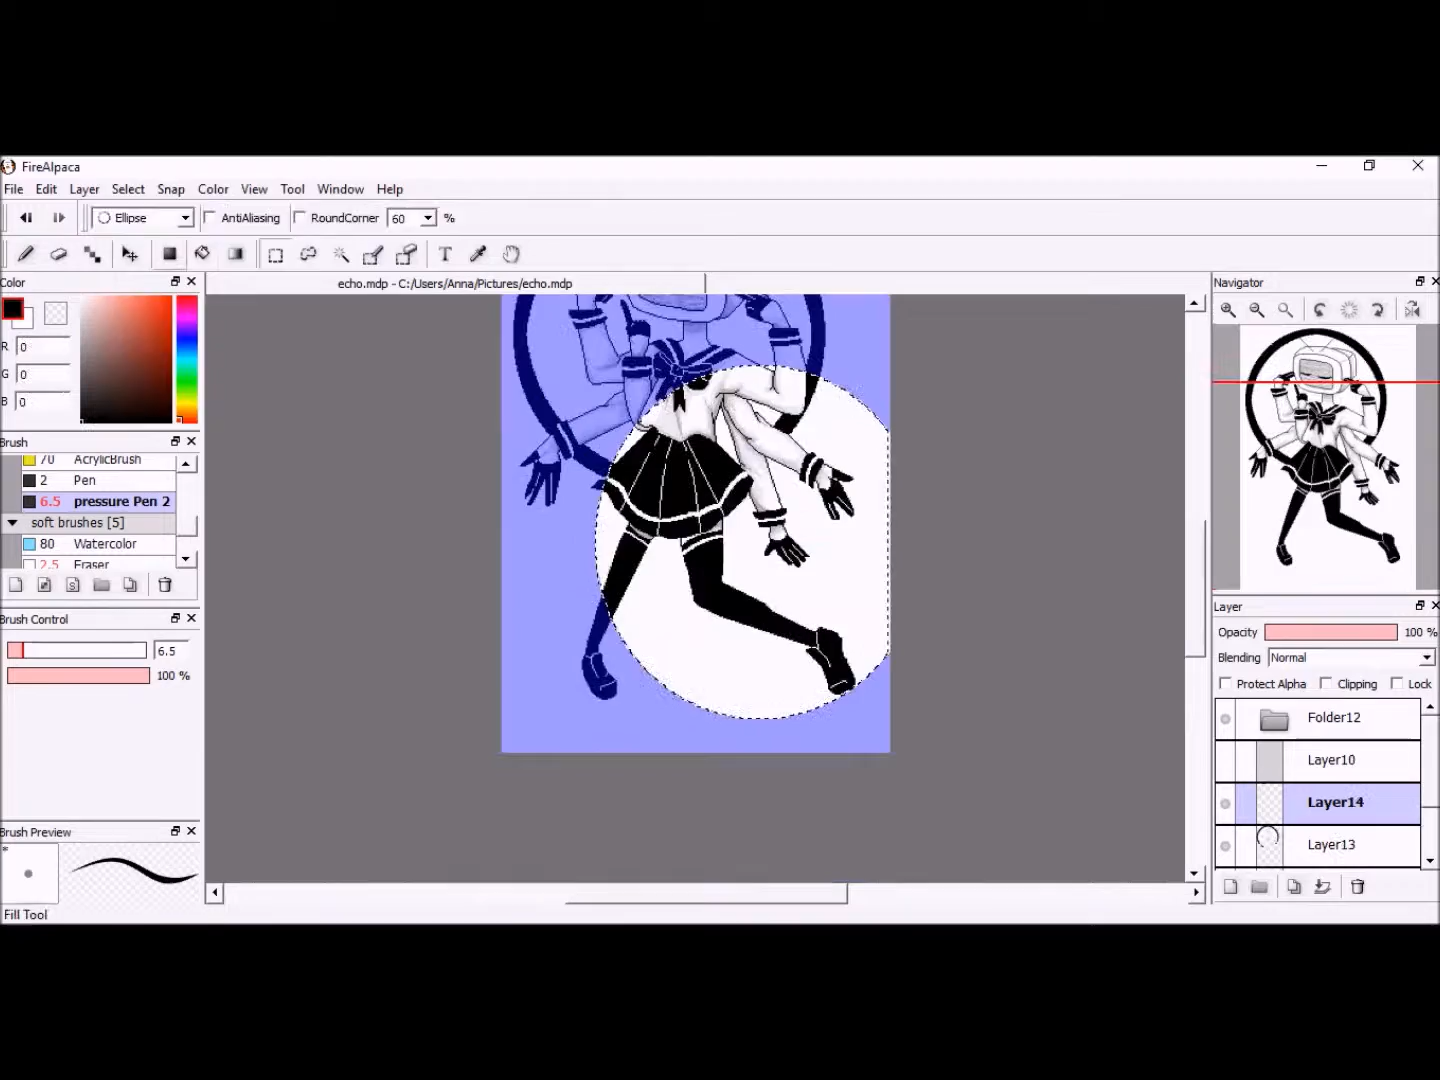 FireAlpaca
File Edit Layer Select Snap Color View Tool Window Help
Ellipse AntiAliasing RoundCorner 60 %
T
Color
echo.mdp - C:/Users/Anna/Pictures/echo.mdp
Navigator
R 0
G 0
B 0
Brush
70 AcrylicBrush
2 Pen
6.5 pressure Pen 2
soft brushes [5]
80 Watercolor
2.5 Eraser
S
Brush Control
6.5
100 %
Brush Preview
*
Fill Tool
Layer
Opacity 100 %
Blending Normal
Protect Alpha Clipping Lock
Folder12
Layer10
Layer14
Layer13